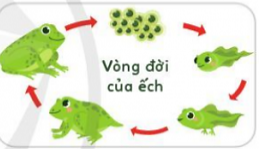 Vòng đời
của ếch